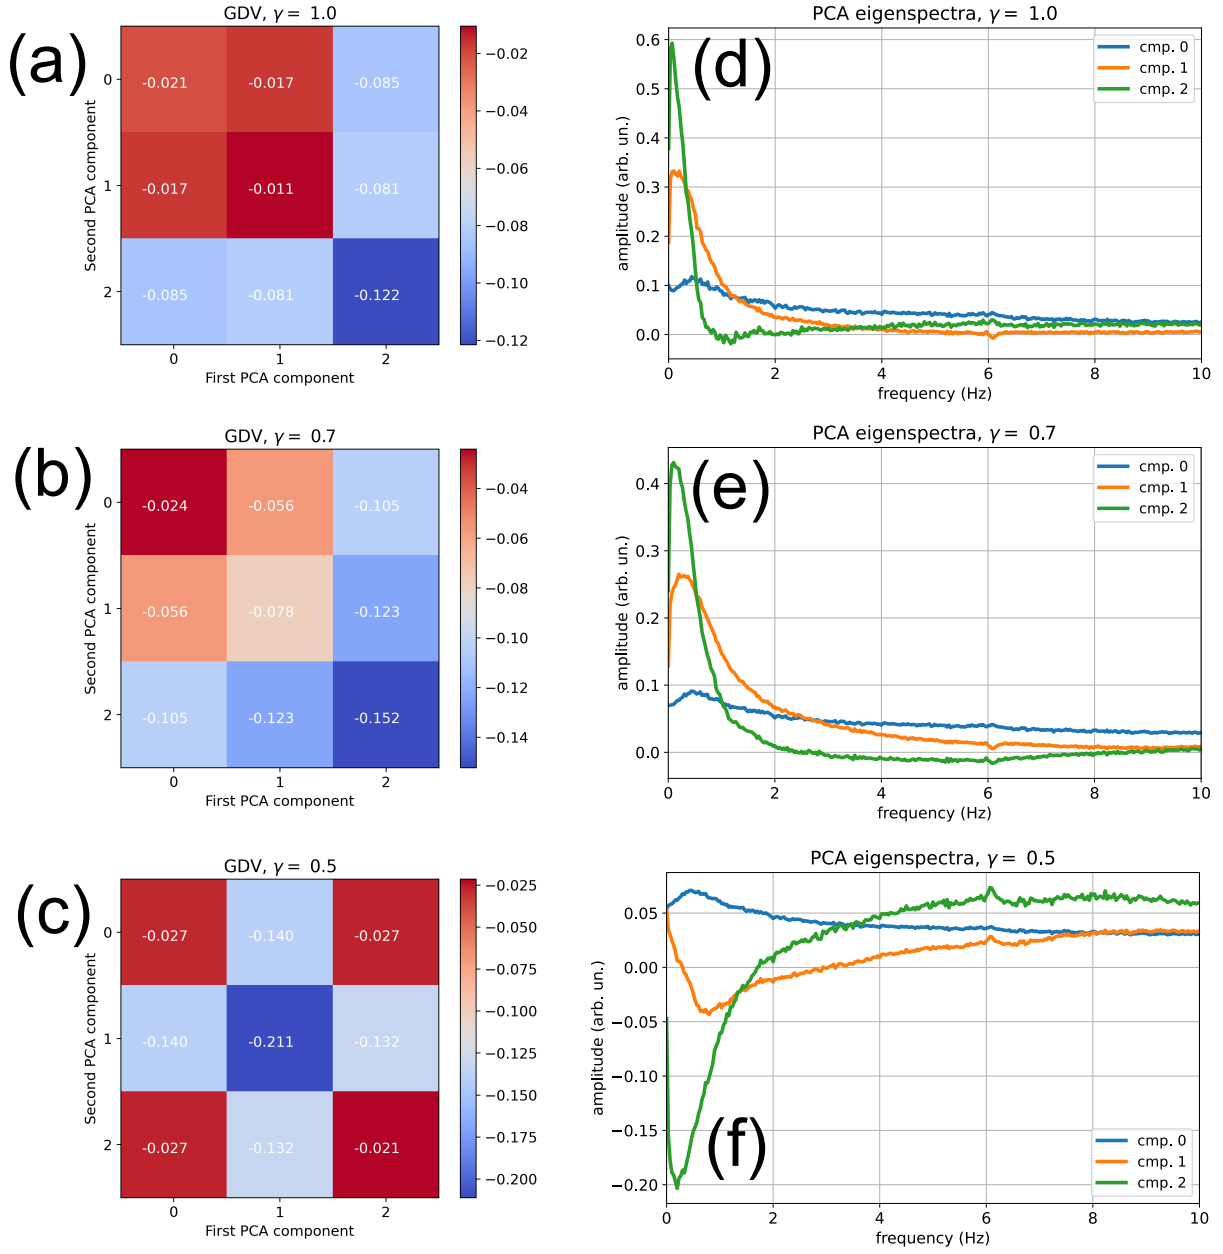 (a)
GDV, γ = 1.0
Second PCA component
0
1
2
-0.021 -0.017 -0.085
-0.017 -0.011 -0.081
-0.085 -0.081 -0.122
0 1 2
First PCA component
−0.02
−0.04
−0.06
−0.08
−0.10
−0.12
(d)
PCA eigenspectra, γ = 1.0
amplitude (arb. un.)
0.6
0.5
0.4
0.3
0.2
0.1
0.0
cmp. 0
cmp. 1
cmp. 2
0 2 4 6 8 10
frequency (Hz)
(b)
GDV, γ = 0.7
Second PCA component
0
1
2
-0.024 -0.056 -0.105
-0.056 -0.078 -0.123
-0.105 -0.123 -0.152
0 1 2
First PCA component
−0.04
−0.06
−0.08
−0.10
−0.12
−0.14
(e)
PCA eigenspectra, γ = 0.7
amplitude (arb. un.)
0.4
0.3
0.2
0.1
0.0
cmp. 0
cmp. 1
cmp. 2
0 2 4 6 8 10
frequency (Hz)
(c)
GDV, γ = 0.5
Second PCA component
0
1
2
-0.027 -0.140 -0.027
-0.140 -0.211 -0.132
-0.027 -0.132 -0.021
0 1 2
First PCA component
−0.025
−0.050
−0.075
−0.100
−0.125
−0.150
−0.175
−0.200
(f)
PCA eigenspectra, γ = 0.5
amplitude (arb. un.)
0.05
0.00
−0.05
−0.10
−0.15
−0.20
cmp. 0
cmp. 1
cmp. 2
0 2 4 6 8 10
frequency (Hz)